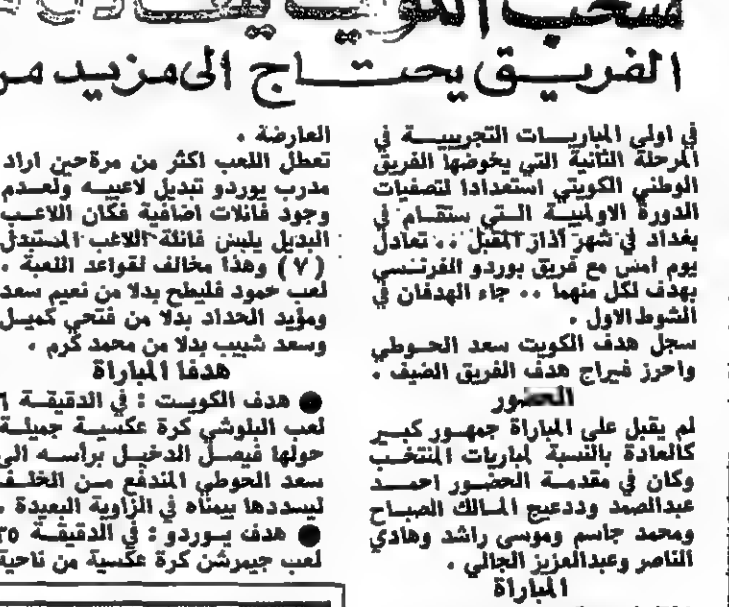 منتخب الكويت
الفريق يحتاج الى مزيد من
في اولى المباريات التجريبية في
المرحلة الثانية التي يخوضها الفريق
الوطني الكويتي استعدادا لتصفيات
الدورة الاولمبية التي ستقام في
بغداد في شهر آذار المقبل .. تعادل
يوم امس مع فريق بوردو الفرنسي
بهدف لكل منهما .. جاء الهدفان في
الشوط الاول .
سجل هدف الكويت سعد الحوطي
واحرز فيراج هدف الفريق الضيف .
الحضور
لم يقبل على المباراة جمهور كبير
كالعادة بالنسبة لمباريات المنتخب
وكان في مقدمة الحضور احمد
عبدالصمد ودعيج المالك الصباح
ومحمد جاسم وموسى راشد وهادي
الناصر وعبدالعزيز الجالي .
المباراة
العارضة .
تعطل اللعب اكثر من مرة حين اراد
مدرب بوردو تبديل لاعبيه ولعدم
وجود فانلات اضافية فكان اللاعب
البديل يلبس فانلة اللاعب المستبدل
(٧) وهذا مخالف لقواعد اللعبة .
لعب حمود فليطح بدلا من نعيم سعد
ومؤيد الحداد بدلا من فتحي كميل
وسعد شبيب بدلا من محمد كرم .
هدفا المباراة
● هدف الكويت : في الدقيقة ٦
لعب البلوشي كرة عكسية جميلة
حولها فيصل الدخيل برأسه الى
سعد الحوطي المندفع من الخلف
ليسددها بيمناه في الزاوية البعيدة .
● هدف بوردو : في الدقيقة ٣٥
لعب جيمرشن كرة عكسية من ناحية